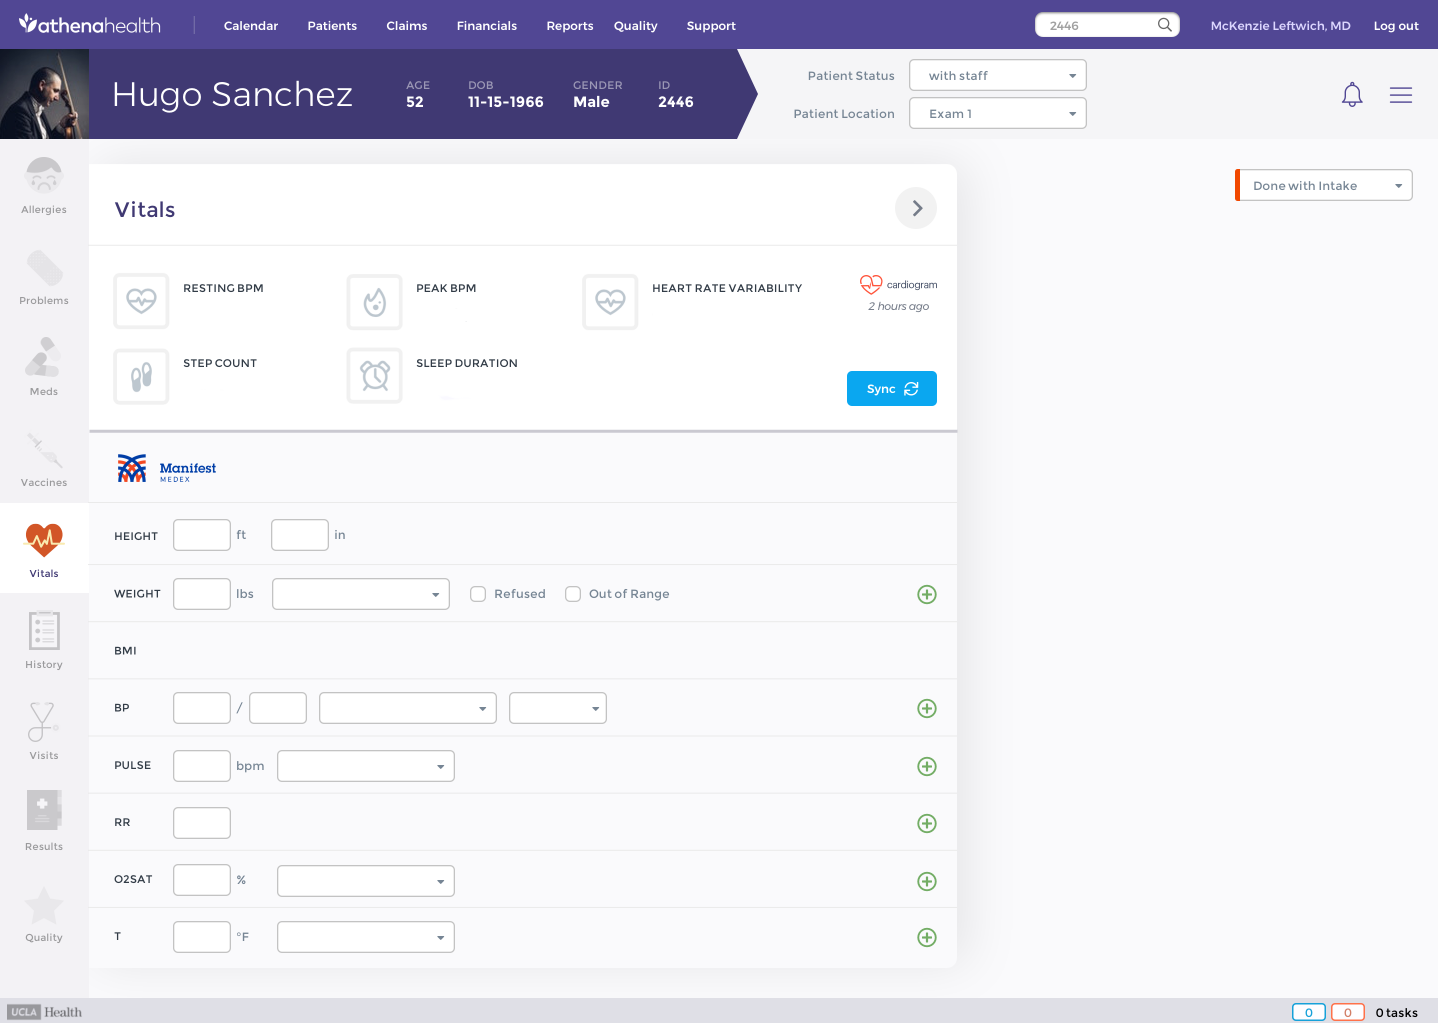 athenahealth
Calendar Patients Claims Financials Reports Quality Support
2446
McKenzie Leftwich, MD Log out
Hugo Sanchez
AGE DOB GENDER ID
52 11-15-1966 Male 2446
Patient Status with staff
Patient Location Exam 1
Allergies
Problems
Meds
Vaccines
Vitals
History
Visits
Results
Quality
Vitals
Done with Intake
RESTING BPM PEAK BPM HEART RATE VARIABILITY
cardiogram
2 hours ago
STEP COUNT SLEEP DURATION
Sync
Manifest
MEDEX
HEIGHT ft in
WEIGHT lbs Refused Out of Range
BMI
BP /
PULSE bpm
RR
O2SAT %
T °F
UCLA Health
0 0 0 tasks